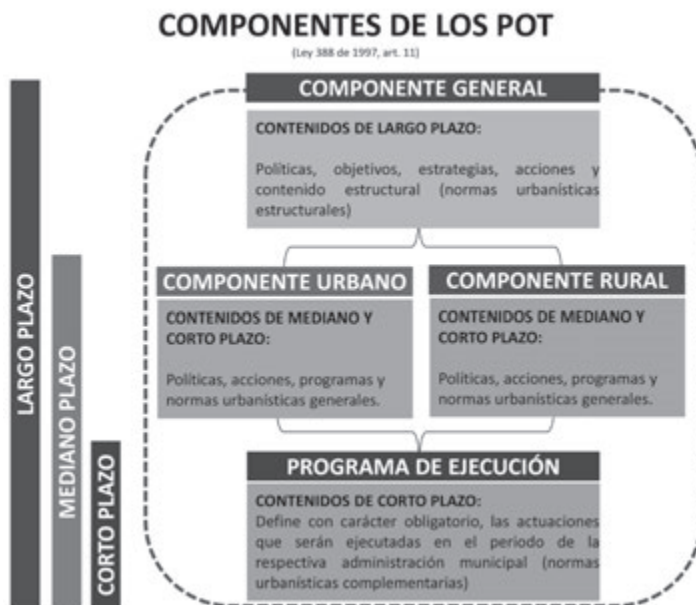 COMPONENTES DE LOS POT
(Ley 388 de 1997, art. 11)
LARGO PLAZO
MEDIANO PLAZO
CORTO PLAZO
COMPONENTE GENERAL
CONTENIDOS DE LARGO PLAZO:
Políticas, objetivos, estrategias, acciones y
contenido estructural (normas urbanísticas
estructurales)
COMPONENTE URBANO
CONTENIDOS DE MEDIANO Y
CORTO PLAZO:
Políticas, acciones, programas y
normas urbanísticas generales.
COMPONENTE RURAL
CONTENIDOS DE MEDIANO Y
CORTO PLAZO:
Políticas, acciones, programas y
normas urbanísticas generales.
PROGRAMA DE EJECUCIÓN
CONTENIDOS DE CORTO PLAZO:
Define con carácter obligatorio, las actuaciones
que serán ejecutadas en el periodo de la
respectiva administración municipal (normas
urbanísticas complementarias)